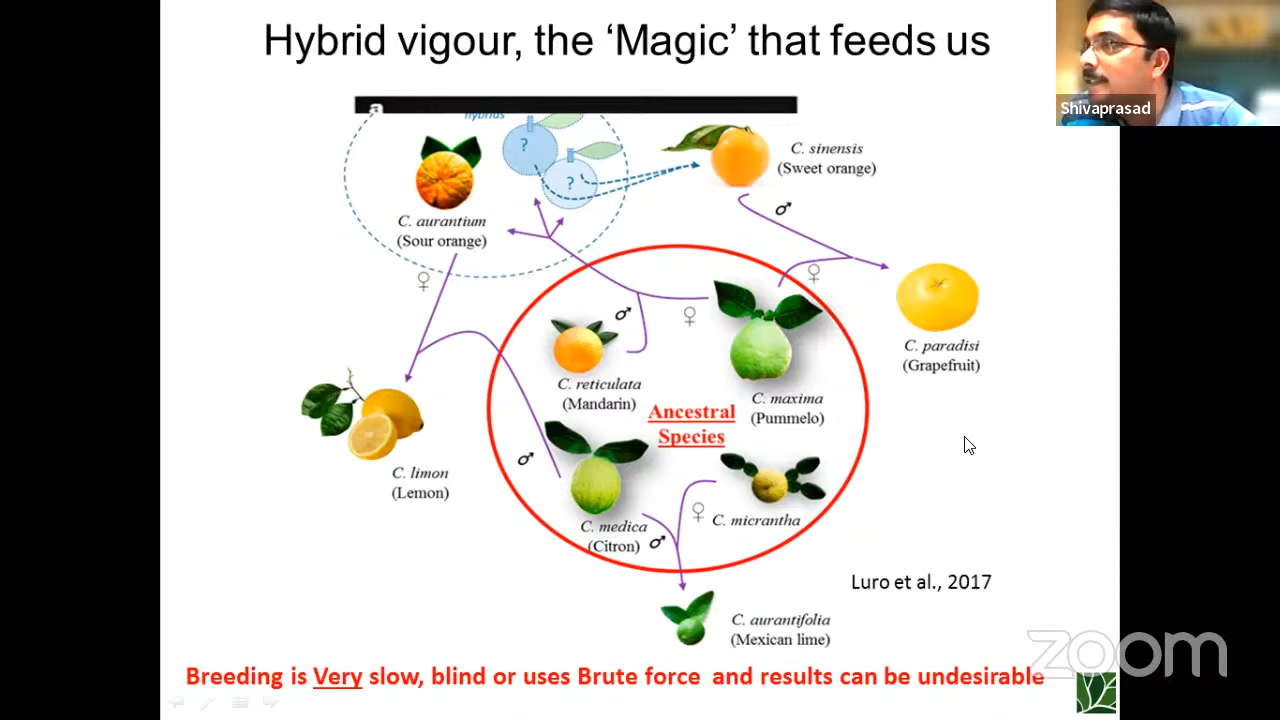 Hybrid vigour, the ‘Magic’ that feeds us
Shivaprasad
a
hybrids
?
?
C. sinensis
(Sweet orange)
C. aurantium
(Sour orange)
♂
♀
♀
♂
♀
C. paradisi
(Grapefruit)
C. reticulata
(Mandarin)
C. maxima
(Pummelo)
Ancestral
Species
♂
C. limon
(Lemon)
C. medica
(Citron)
♂
♀
C. micrantha
Luro et al., 2017
C. aurantifolia
(Mexican lime)
zoom
Breeding is Very slow, blind or uses Brute force and results can be undesirable